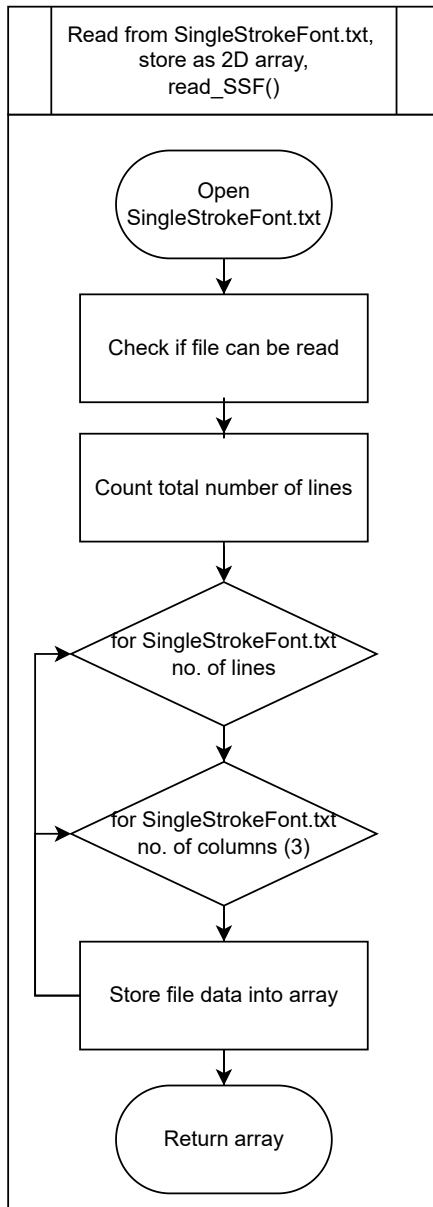 Read from SingleStrokeFont.txt,
store as 2D array,
read_SSF()
Open
SingleStrokeFont.txt
Check if file can be read
Count total number of lines
for SingleStrokeFont.txt
no. of lines
for SingleStrokeFont.txt
no. of columns (3)
Store file data into array
Return array